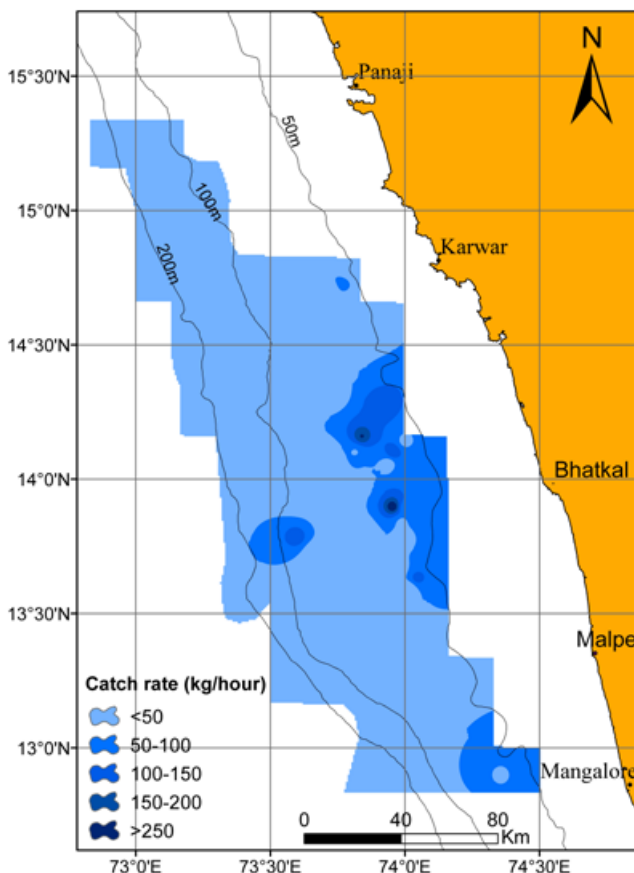 N
15°30'N
Panaji
50m
15°0'N
100m
Karwar
200m
14°30'N
14°0'N
Bhatkal
13°30'N
Malpe
Catch rate (kg/hour)
<50
50-100
13°0'N
100-150
Mangalore
150-200
>250
0 40 80
Km
73°0'E 73°30'E 74°0'E 74°30'E